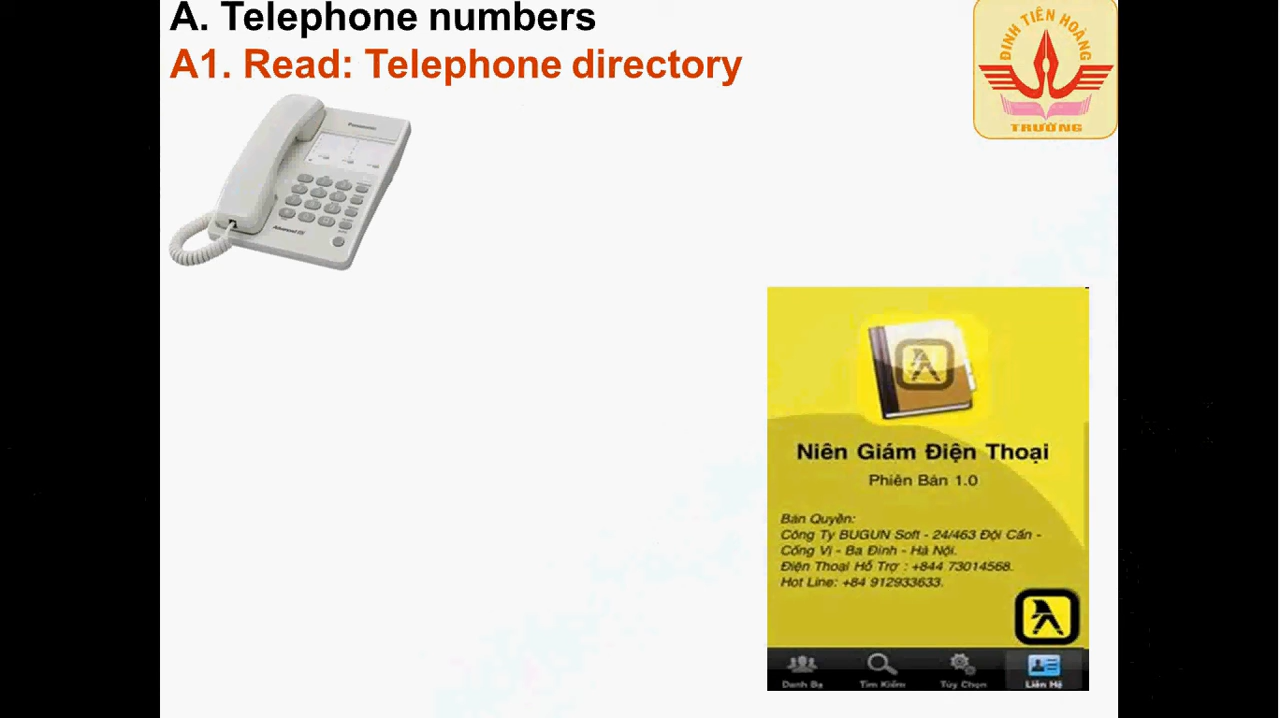 A. Telephone numbers
A1. Read: Telephone directory
ĐINH TIÊN HOÀNG
TRƯỜNG
Panasonic
Niên Giám Điện Thoại
Phiên Bản 1.0
Bản Quyền:
Công Ty BUGUN Soft - 24/463 Đội Cấn -
Cống Vị - Ba Đình - Hà Nội.
Điện Thoại Hỗ Trợ : +844 73014568.
Hot Line: +84 912933633.
Danh Bạ Tìm Kiếm Tùy Chọn Liên Hệ